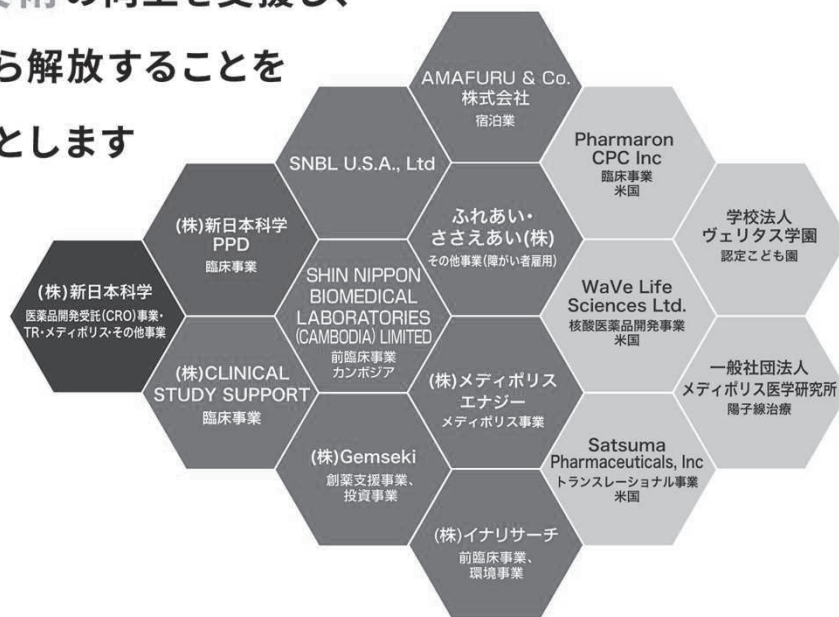 術の向上を支援し、
ら解放することを
とします
AMAFURU & Co.
株式会社
宿泊業
SNBL U.S.A., Ltd
Pharmaron
CPC Inc
臨床事業
米国
(株)新日本科学
PPD
臨床事業
ふれあい・
ささえあい(株)
その他事業(障がい者雇用)
学校法人
ヴェリタス学園
認定こども園
(株)新日本科学
医薬品開発受託(CRO)事業・
TR・メディポリス・その他事業
SHIN NIPPON
BIOMEDICAL
LABORATORIES
(CAMBODIA) LIMITED
前臨床事業
カンボジア
WaVe Life
Sciences Ltd.
核酸医薬品開発事業
米国
(株)CLINICAL
STUDY SUPPORT
臨床事業
(株)メディポリス
エナジー
メディポリス事業
一般社団法人
メディポリス医学研究所
陽子線治療
(株)Gemseki
創薬支援事業、
投資事業
Satsuma
Pharmaceuticals, Inc
トランスレーショナル事業
米国
(株)イナリサーチ
前臨床事業、
環境事業